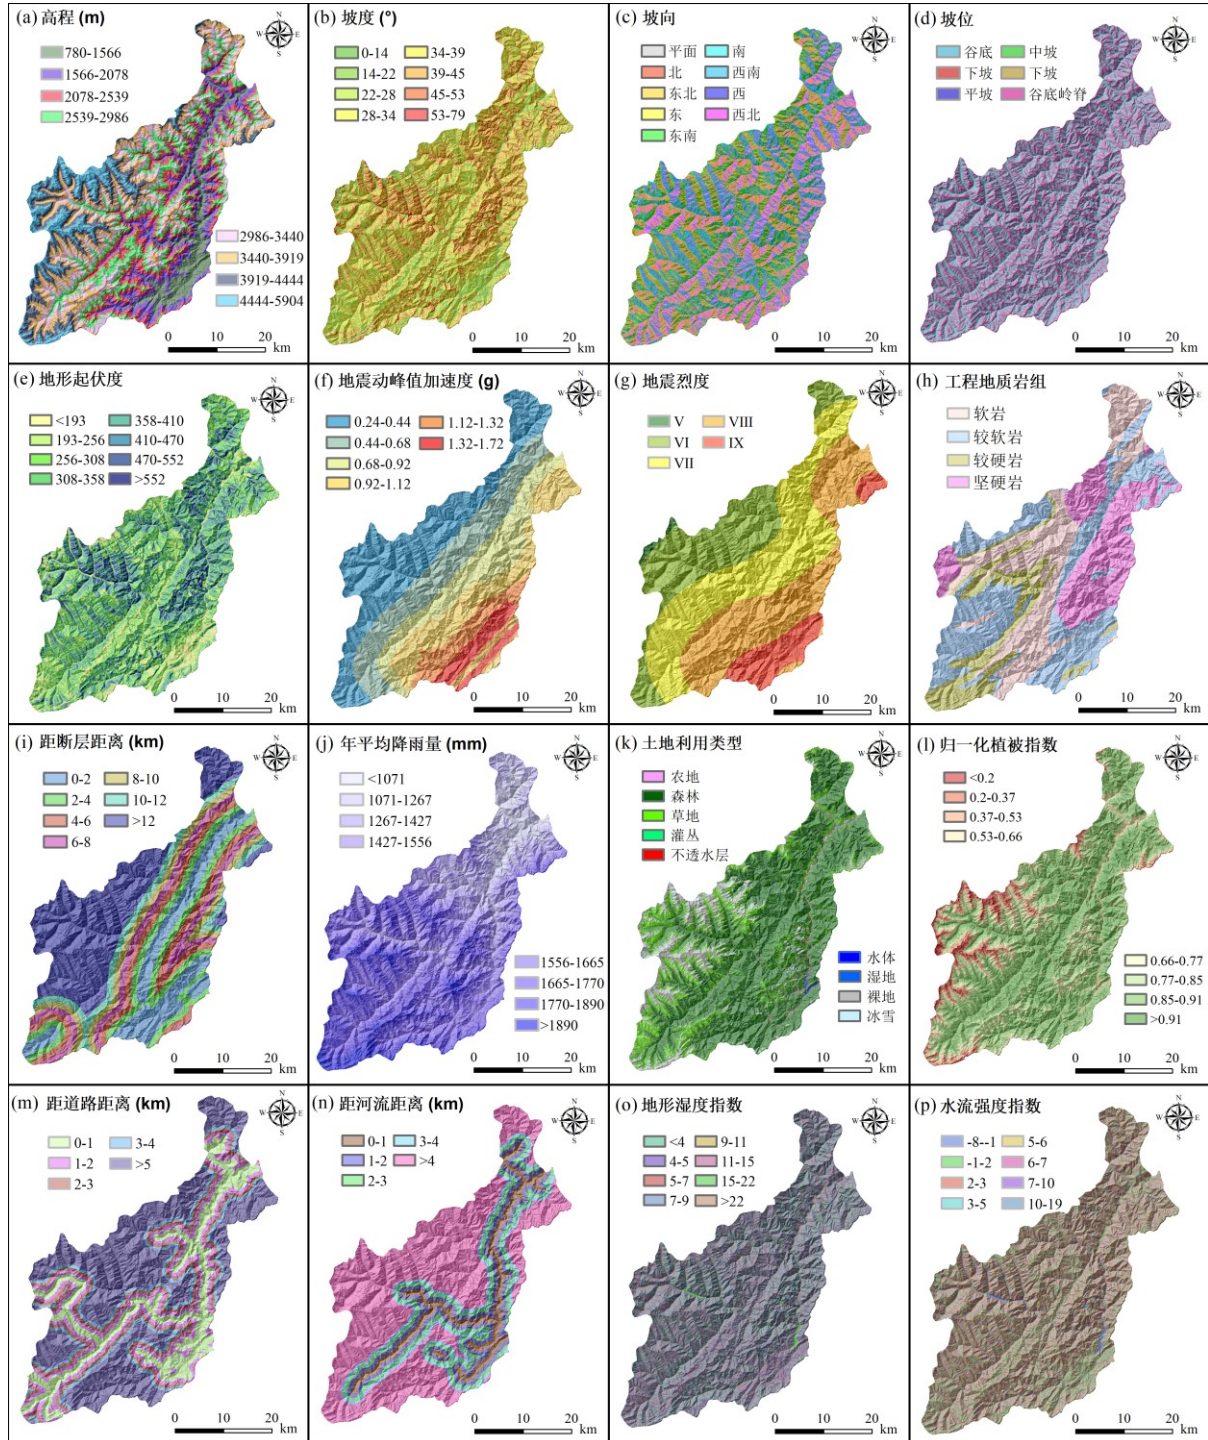 (a) 高程 (m)
780-1566
1566-2078
2078-2539
2539-2986
2986-3440
3440-3919
3919-4444
4444-5904
N
W
E
S
0
10
20
km
(b) 坡度 (°)
0-14
34-39
14-22
39-45
22-28
45-53
28-34
53-79
N
W
E
S
0
10
20
km
(c) 坡向
平面
南
北
西南
东北
西
东
西北
东南
N
W
E
S
0
10
20
km
(d) 坡位
谷底
中坡
下坡
下坡
平坡
谷底岭脊
N
W
E
S
0
10
20
km
(e) 地形起伏度
<193
358-410
193-256
410-470
256-308
470-552
308-358
>552
N
W
E
S
0
10
20
km
(f) 地震动峰值加速度 (g)
0.24-0.44
1.12-1.32
0.44-0.68
1.32-1.72
0.68-0.92
0.92-1.12
N
W
E
S
0
10
20
km
(g) 地震烈度
V
VIII
VI
IX
VII
N
W
E
S
0
10
20
km
(h) 工程地质岩组
软岩
较软岩
较硬岩
坚硬岩
N
W
E
S
0
10
20
km
(i) 距断层距离 (km)
0-2
8-10
2-4
10-12
4-6
>12
6-8
N
W
E
S
0
10
20
km
(j) 年平均降雨量 (mm)
<1071
1071-1267
1267-1427
1427-1556
1556-1665
1665-1770
1770-1890
>1890
N
W
E
S
0
10
20
km
(k) 土地利用类型
农地
森林
草地
灌丛
不透水层
水体
湿地
裸地
冰雪
N
W
E
S
0
10
20
km
(l) 归一化植被指数
<0.2
0.2-0.37
0.37-0.53
0.53-0.66
0.66-0.77
0.77-0.85
0.85-0.91
>0.91
N
W
E
S
0
10
20
km
(m) 距道路距离 (km)
0-1
3-4
1-2
>5
2-3
N
W
E
S
0
10
20
km
(n) 距河流距离 (km)
0-1
3-4
1-2
>4
2-3
N
W
E
S
0
10
20
km
(o) 地形湿度指数
<4
9-11
4-5
11-15
5-7
15-22
7-9
>22
N
W
E
S
0
10
20
km
(p) 水流强度指数
-8--1
5-6
-1-2
6-7
2-3
7-10
3-5
10-19
N
W
E
S
0
10
20
km